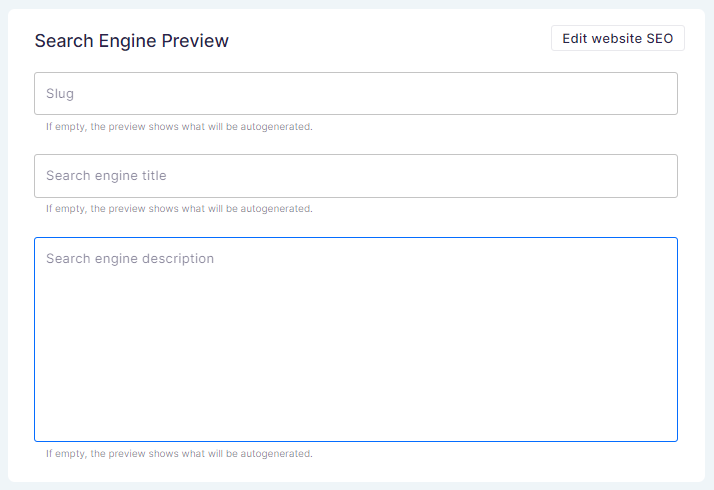 Search Engine Preview
Edit website SEO
Slug
If empty, the preview shows what will be autogenerated.
Search engine title
If empty, the preview shows what will be autogenerated.
Search engine description
If empty, the preview shows what will be autogenerated.